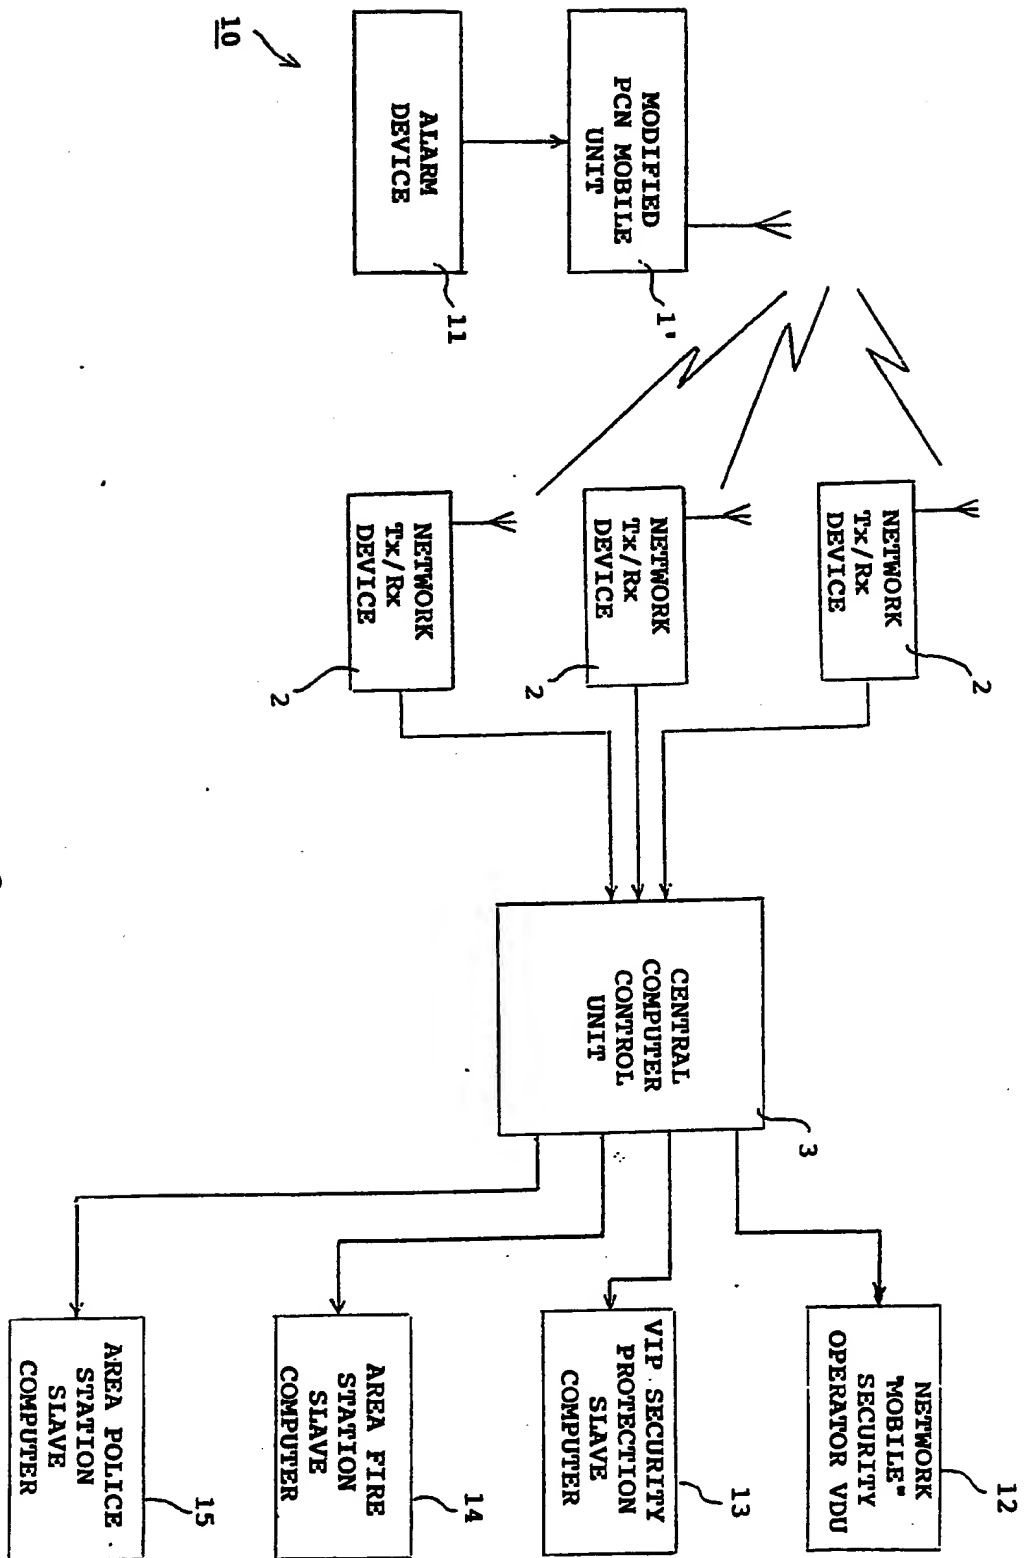 10
ALARM
DEVICE
11
MODIFIED
PCN MOBILE
UNIT
1'
NETWORK
Tx/Rx
DEVICE
2
NETWORK
Tx/Rx
DEVICE
2
NETWORK
Tx/Rx
DEVICE
2
CENTRAL
COMPUTER
CONTROL
UNIT
3
NETWORK
"MOBILE"
SECURITY
OPERATOR VDU
12
VIP SECURITY
PROTECTION
SLAVE
COMPUTER
13
AREA FIRE
STATION
SLAVE
COMPUTER
14
AREA POLICE
STATION
SLAVE
COMPUTER
15